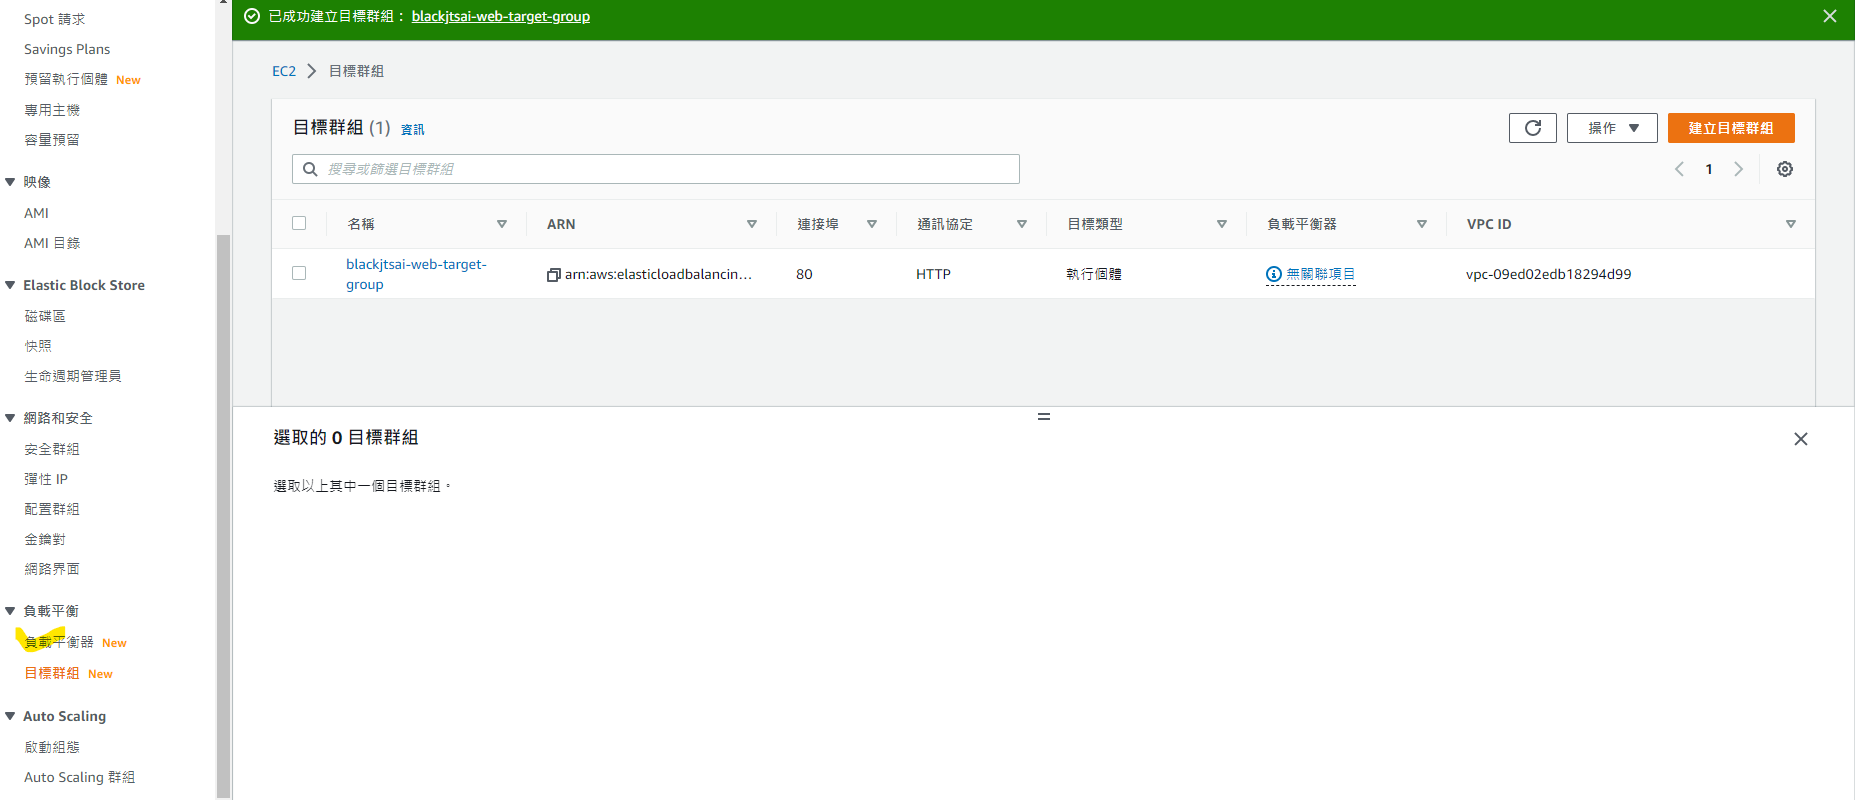 Spot 請求
Savings Plans
預留執行個體 New
專用主機
容量預留
映像
AMI
AMI 目錄
Elastic Block Store
磁碟區
快照
生命週期管理員
網路和安全
安全群組
彈性 IP
配置群組
金鑰對
網路界面
負載平衡
負載平衡器 New
目標群組 New
Auto Scaling
啟動組態
Auto Scaling 群組
已成功建立目標群組： blackjtsai-web-target-group
EC2 目標群組
目標群組 (1) 資訊
操作 建立目標群組
搜尋或篩選目標群組
1
名稱 ARN 連接埠 通訊協定 目標類型 負載平衡器 VPC ID
blackjtsai-web-target-
group
arn:aws:elasticloadbalancin... 80 HTTP 執行個體 無關聯項目 vpc-09ed02edb18294d99
選取的 0 目標群組
選取以上其中一個目標群組。